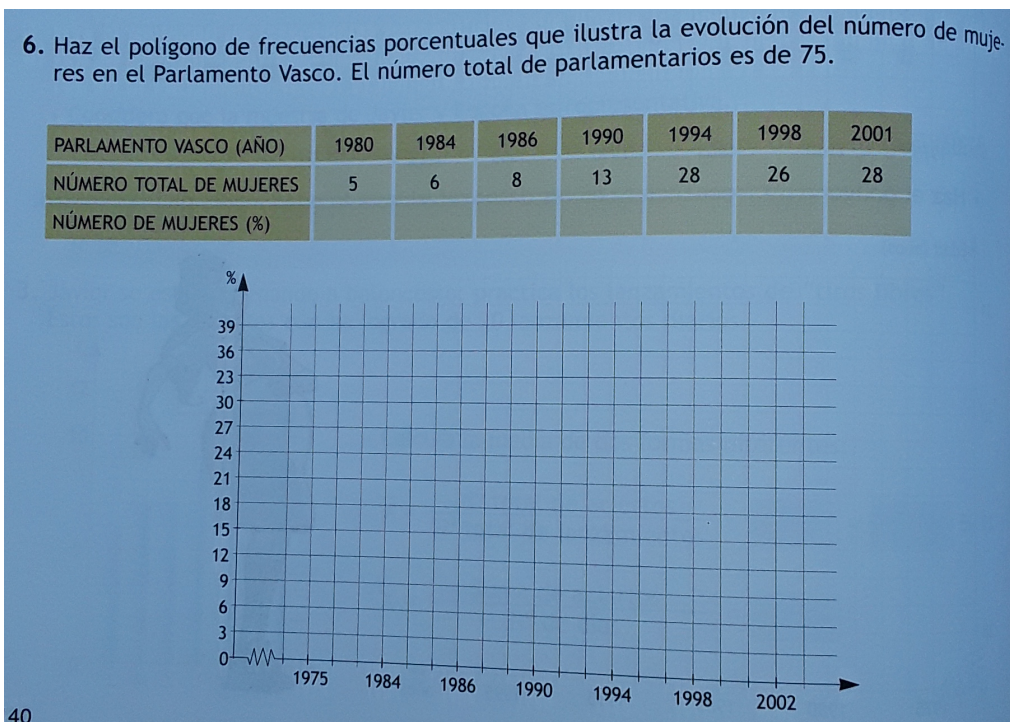 6. Haz el polígono de frecuencias porcentuales que ilustra la evolución del número de muje-
res en el Parlamento Vasco. El número total de parlamentarios es de 75.
PARLAMENTO VASCO (AÑO) 1980 1984 1986 1990 1994 1998 2001
NÚMERO TOTAL DE MUJERES 5 6 8 13 28 26 28
NÚMERO DE MUJERES (%)
%
39
36
23
30
27
24
21
18
15
12
9
6
3
0
1975 1984 1986 1990 1994 1998 2002
40